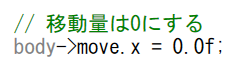 // 移動量は0にする
body->move.x = 0.0f;